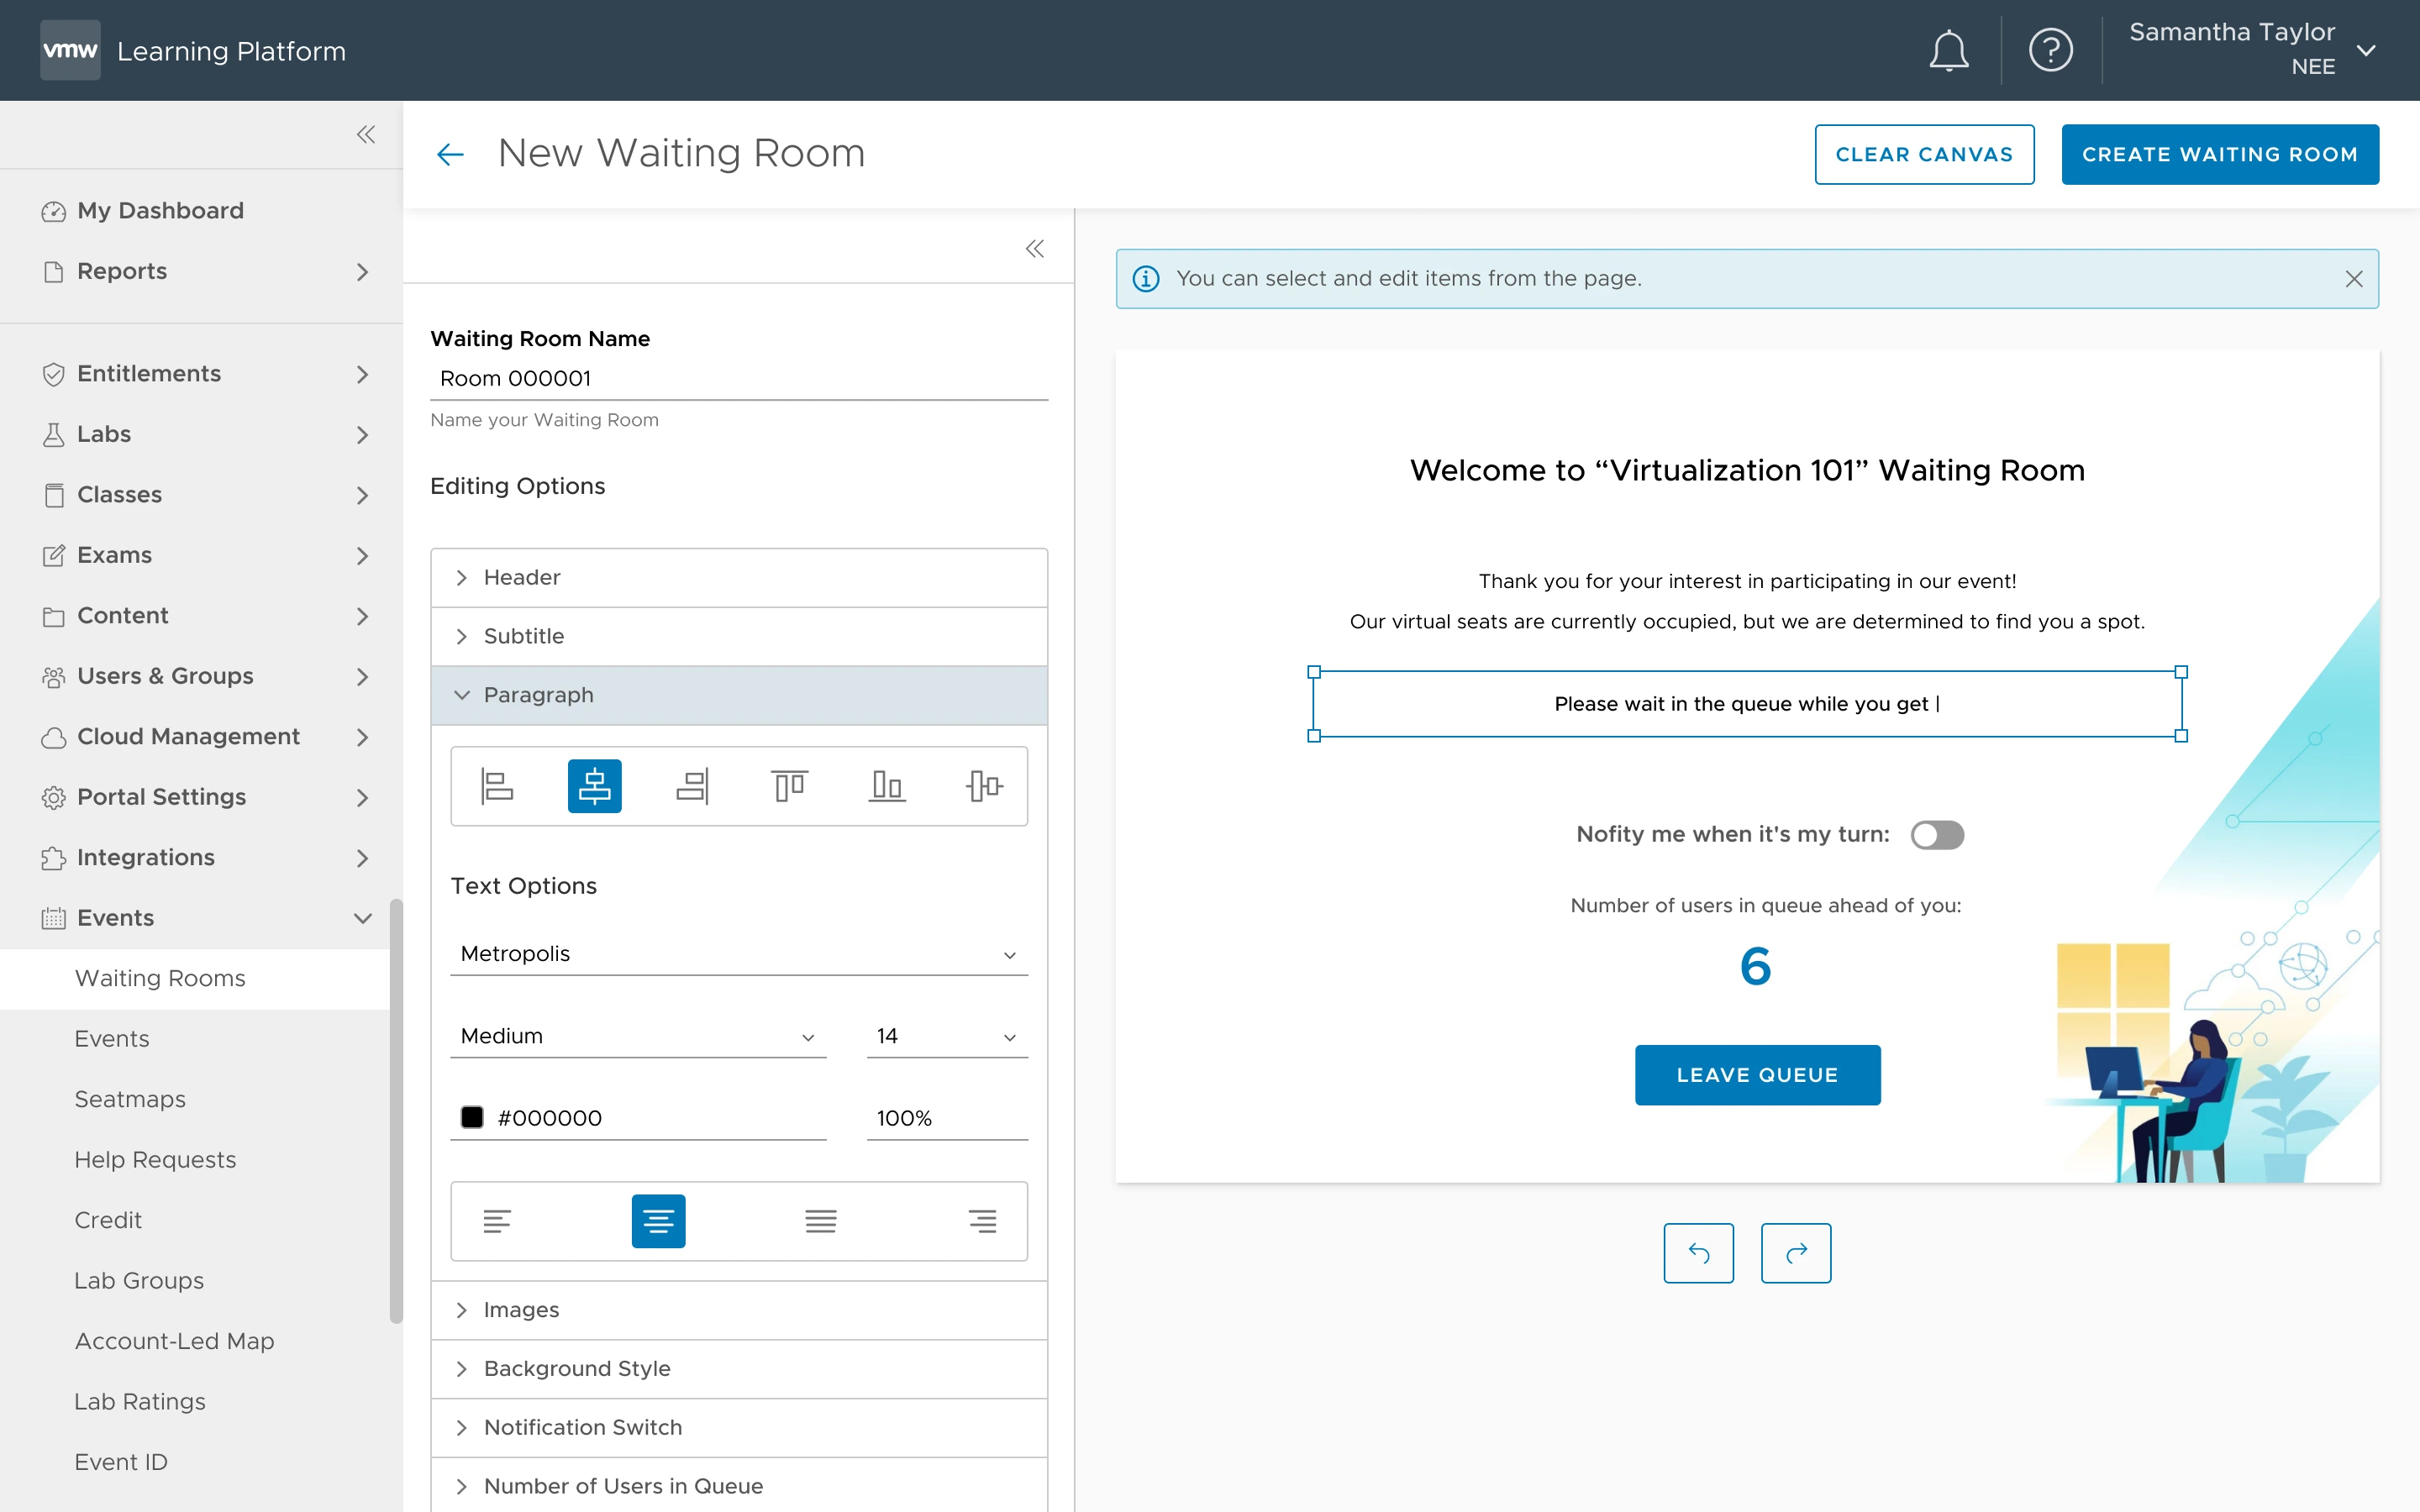 vmw Learning Platform
Samantha Taylor
NEE
My Dashboard
Reports
Entitlements
Labs
Classes
Exams
Content
Users & Groups
Cloud Management
Portal Settings
Integrations
Events
Waiting Rooms
Events
Seatmaps
Help Requests
Credit
Lab Groups
Account-Led Map
Lab Ratings
Event ID
New Waiting Room
CLEAR CANVAS
CREATE WAITING ROOM
Waiting Room Name
Room 000001
Name your Waiting Room
Editing Options
Header
Subtitle
Paragraph
Text Options
Metropolis
Medium
14
#000000
100%
Images
Background Style
Notification Switch
Number of Users in Queue
You can select and edit items from the page.
Welcome to “Virtualization 101” Waiting Room
Thank you for your interest in participating in our event!
Our virtual seats are currently occupied, but we are determined to find you a spot.
Please wait in the queue while you get |
Nofity me when it's my turn:
Number of users in queue ahead of you:
6
LEAVE QUEUE